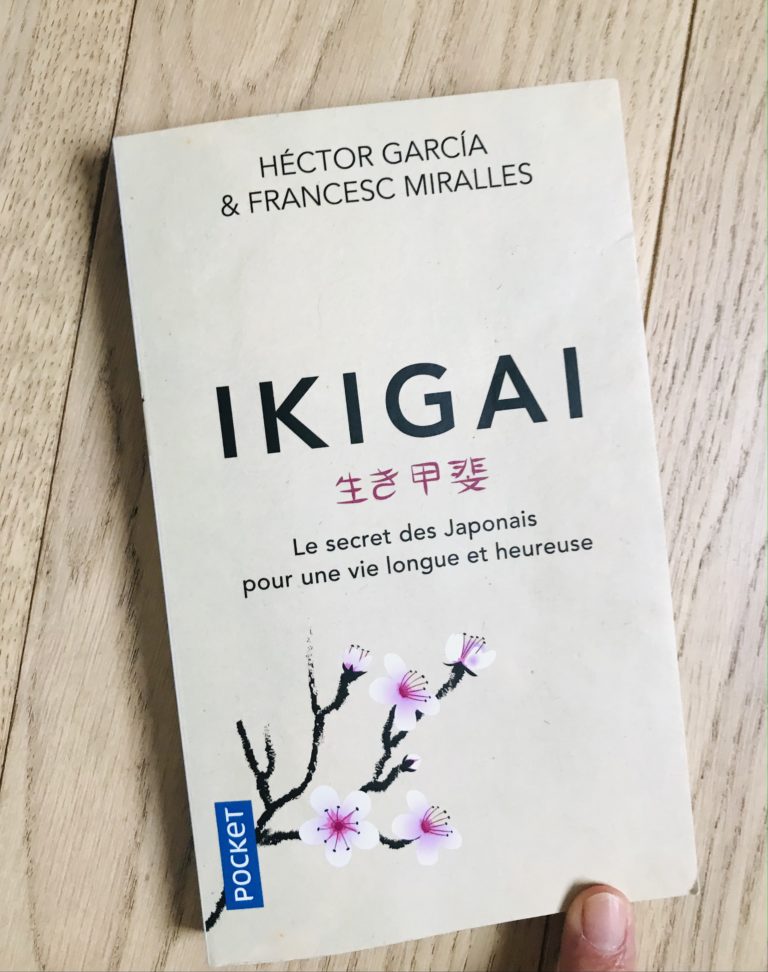 HÉCTOR GARCÍA
& FRANCESC MIRALLES
IKIGAI
生き甲斐
Le secret des Japonais
pour une vie longue et heureuse
POCKET